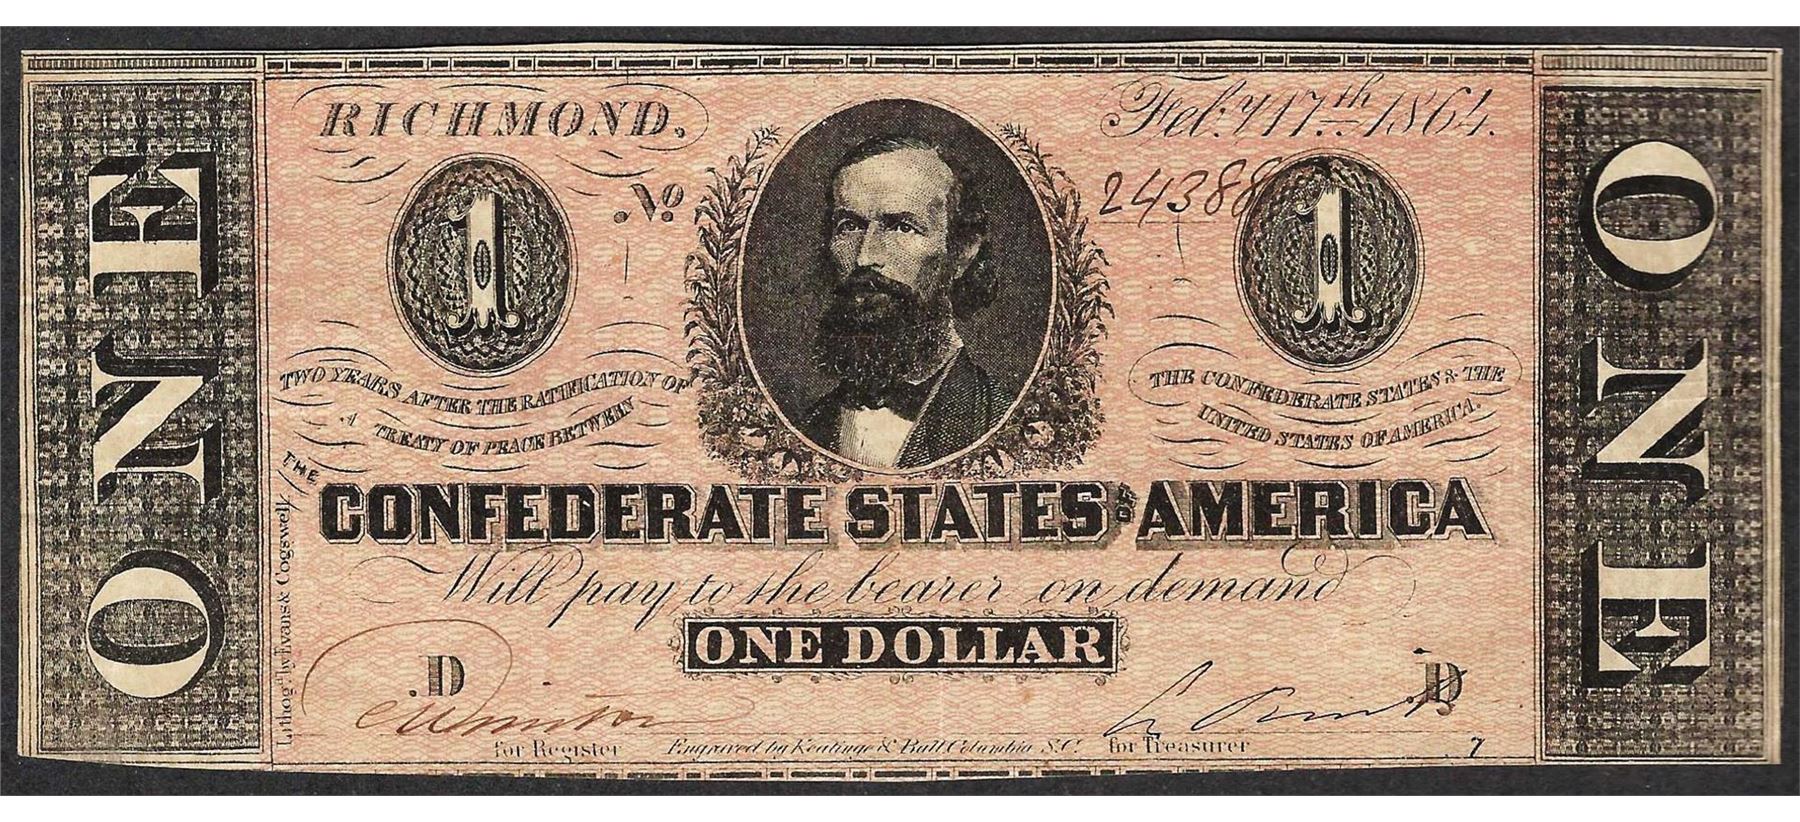 ONE
RICHMOND.
Feb.y 17.th 1864.
1
No
24388
1
TWO YEARS AFTER THE RATIFICATION OF
A TREATY OF PEACE BETWEEN
THE CONFEDERATE STATES & THE
UNITED STATES OF AMERICA.
THE
CONFEDERATE STATES OF AMERICA
Will pay to the bearer on demand
ONE DOLLAR
D
D
for Register
Engraved by Keatinge & Ball Columbia S.C.
for Treasurer
7
Lithog'd by Evans & Cogswell
ONE